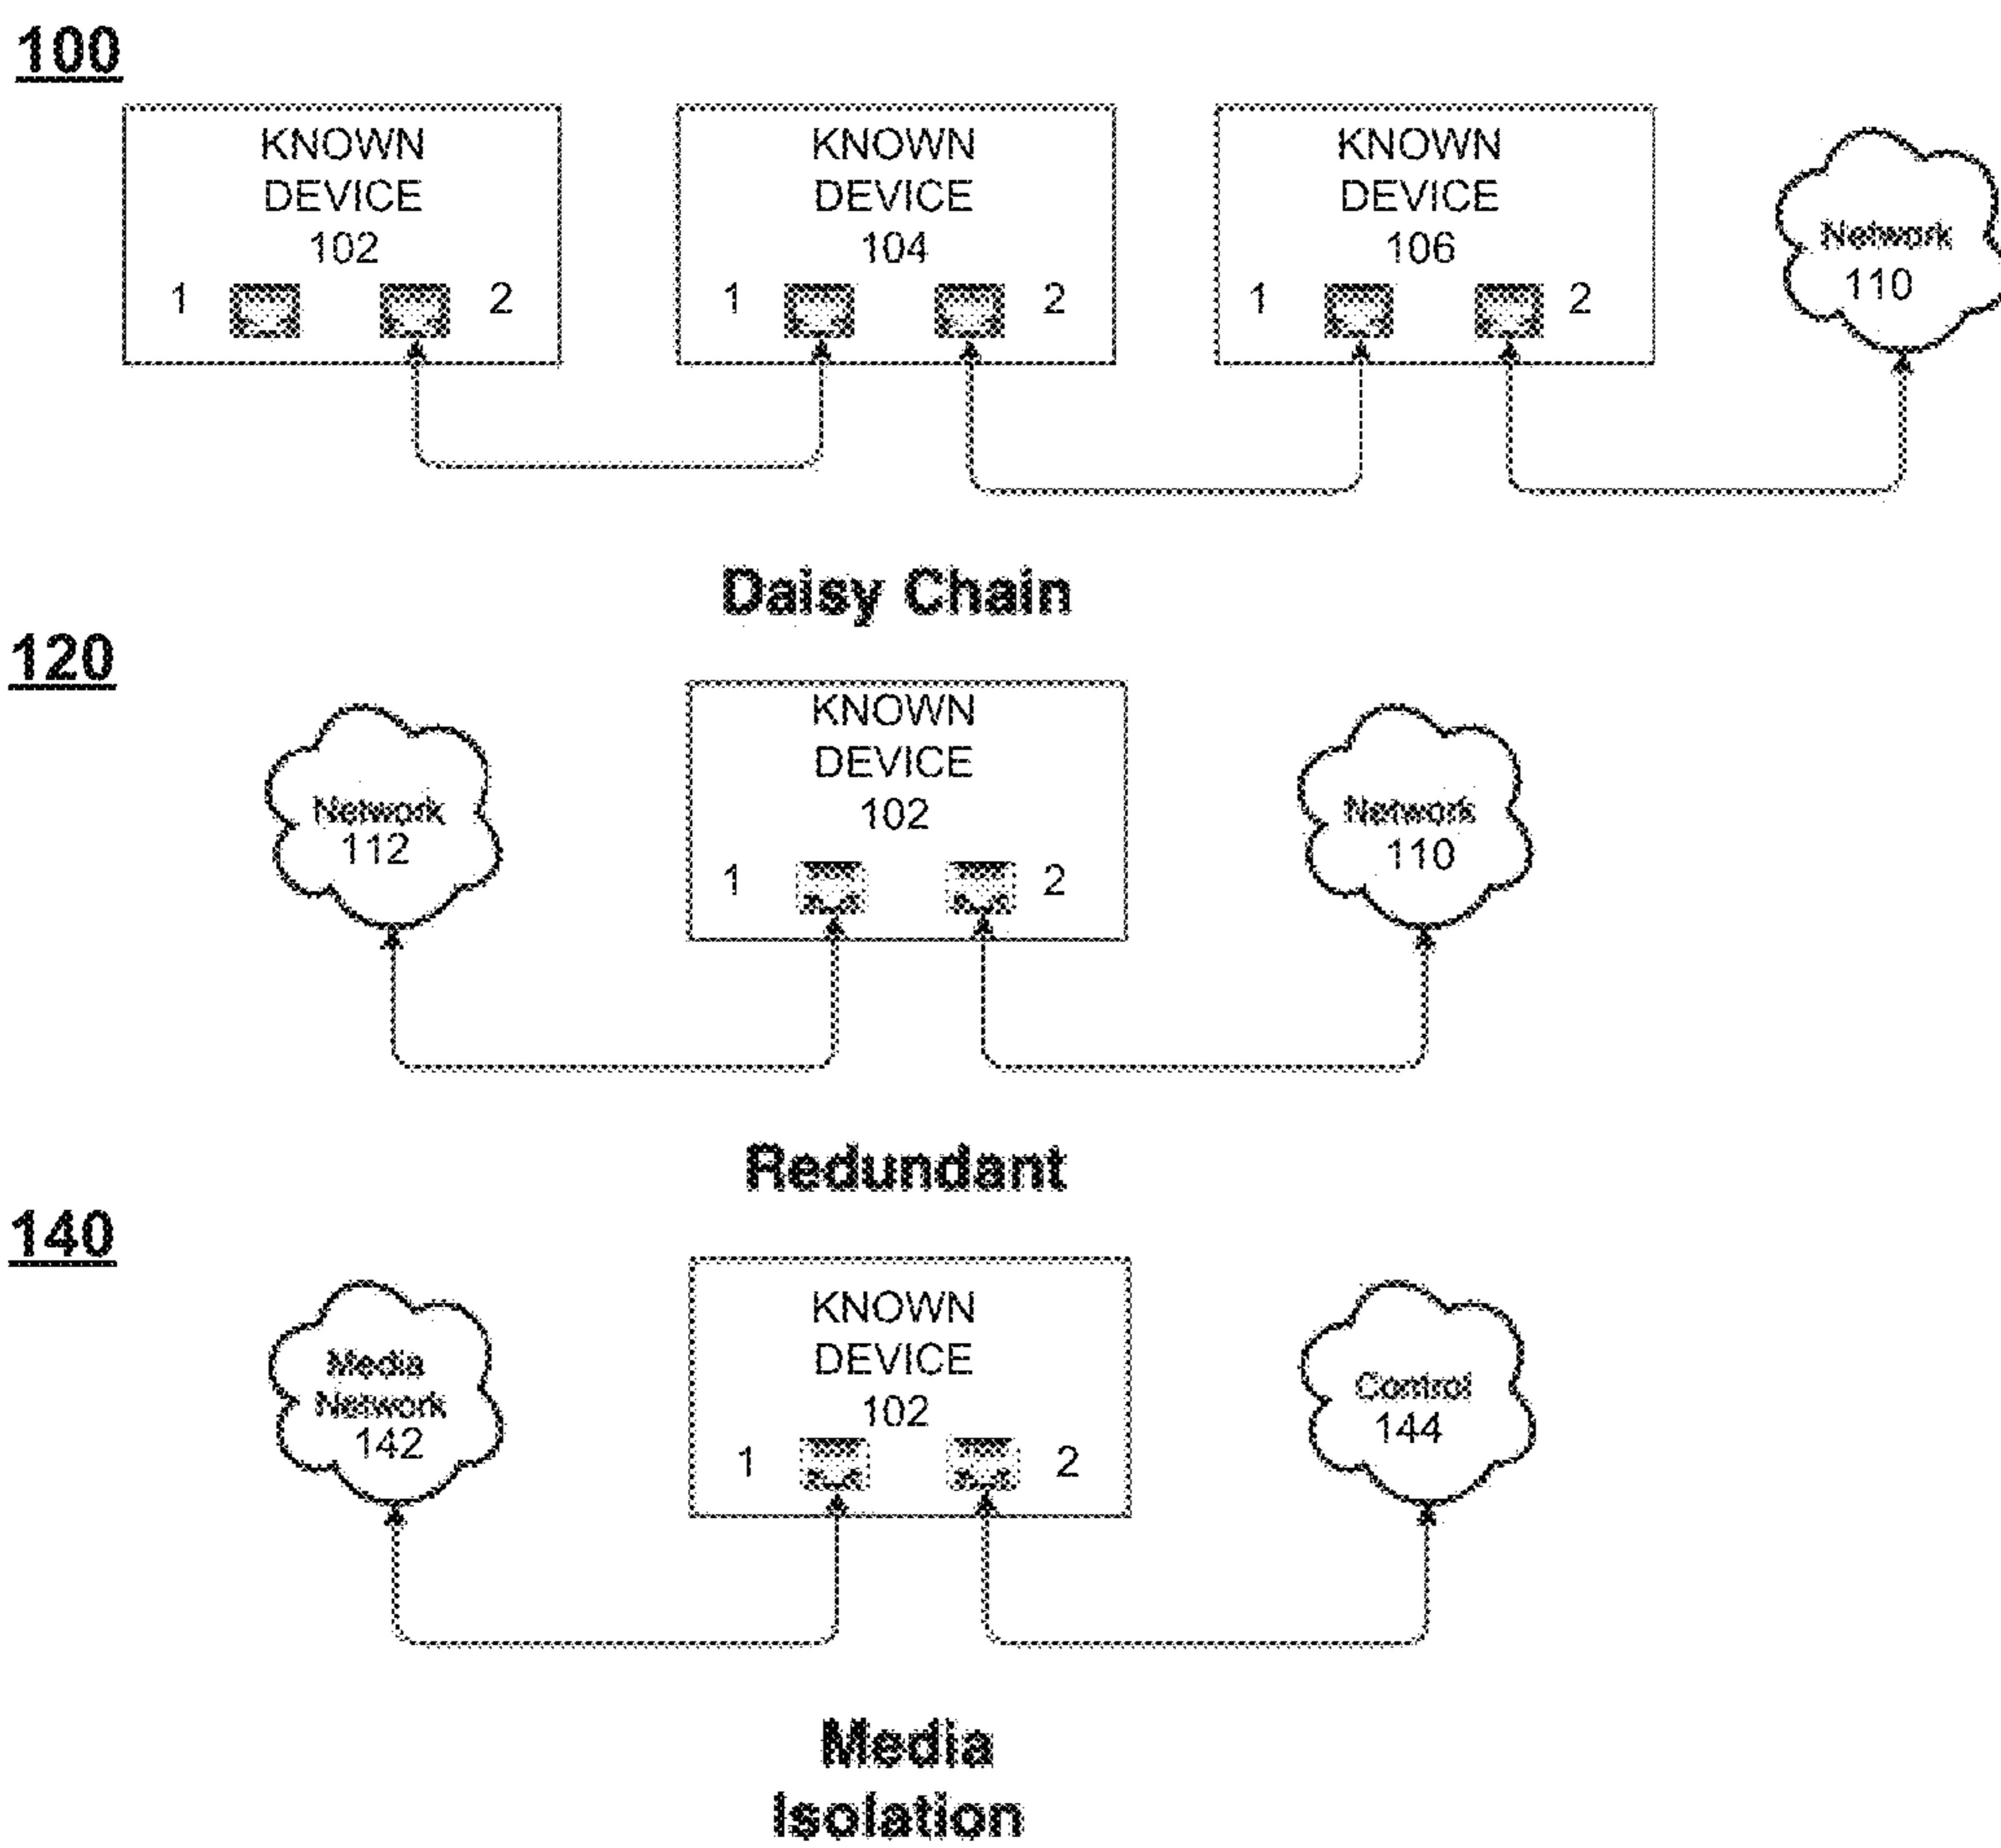 100
KNOWN
DEVICE
102
1
2
KNOWN
DEVICE
104
1
2
KNOWN
DEVICE
106
1
2
Network
110
Daisy Chain
120
Network
112
KNOWN
DEVICE
102
1
2
Network
110
Redundant
140
Media
Network
142
KNOWN
DEVICE
102
1
2
Control
144
Media
Isolation